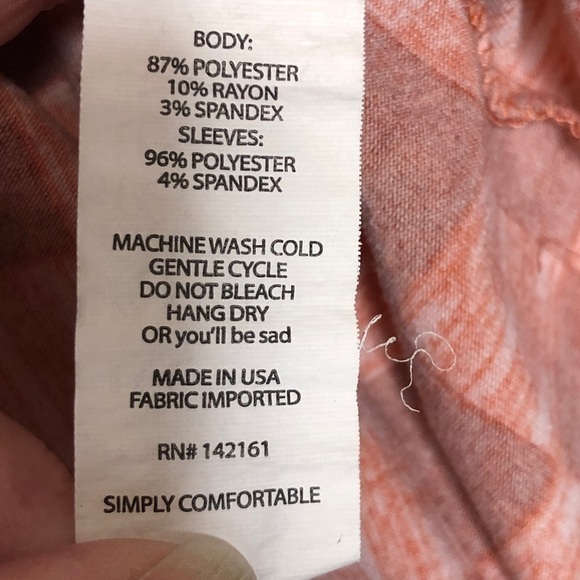 BODY:
87% POLYESTER
10% RAYON
3% SPANDEX
SLEEVES:
96% POLYESTER
4% SPANDEX
MACHINE WASH COLD
GENTLE CYCLE
DO NOT BLEACH
HANG DRY
OR you'll be sad
MADE IN USA
FABRIC IMPORTED
RN# 142161
SIMPLY COMFORTABLE